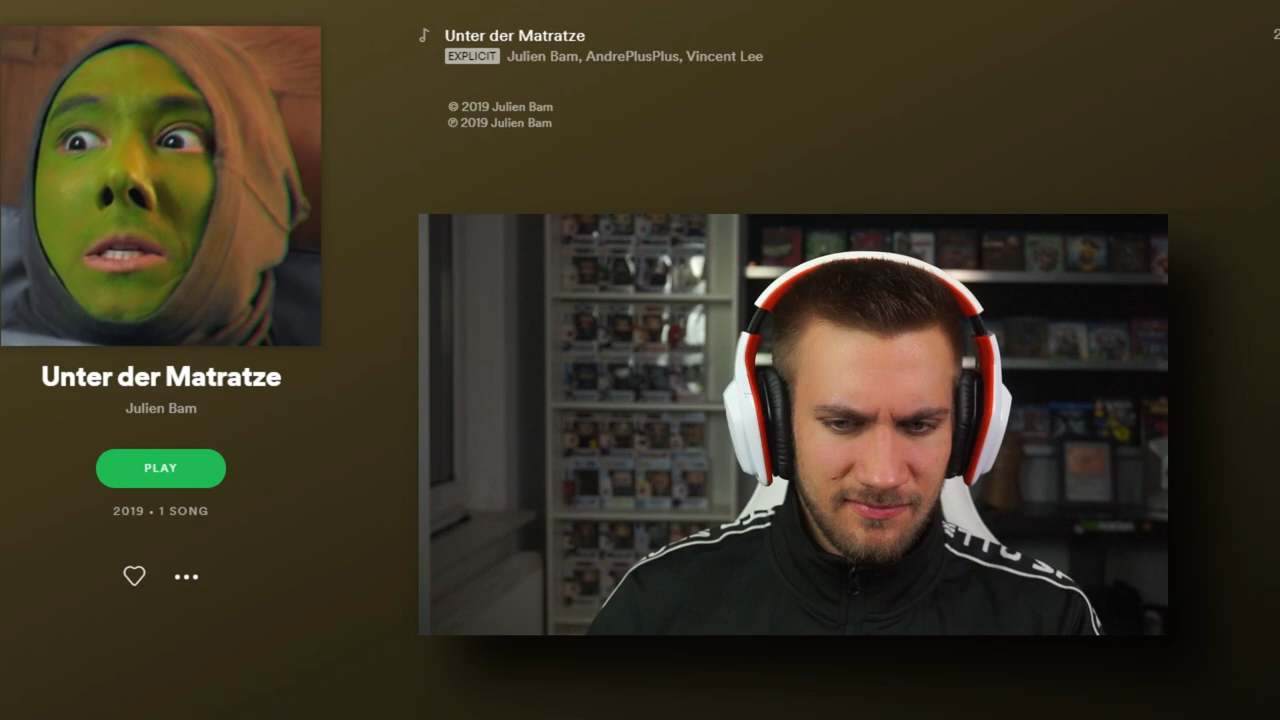 Unter der Matratze
EXPLICIT Julien Bam, AndrePlusPlus, Vincent Lee
© 2019 Julien Bam
℗ 2019 Julien Bam
Unter der Matratze
Julien Bam
PLAY
2019 • 1 SONG